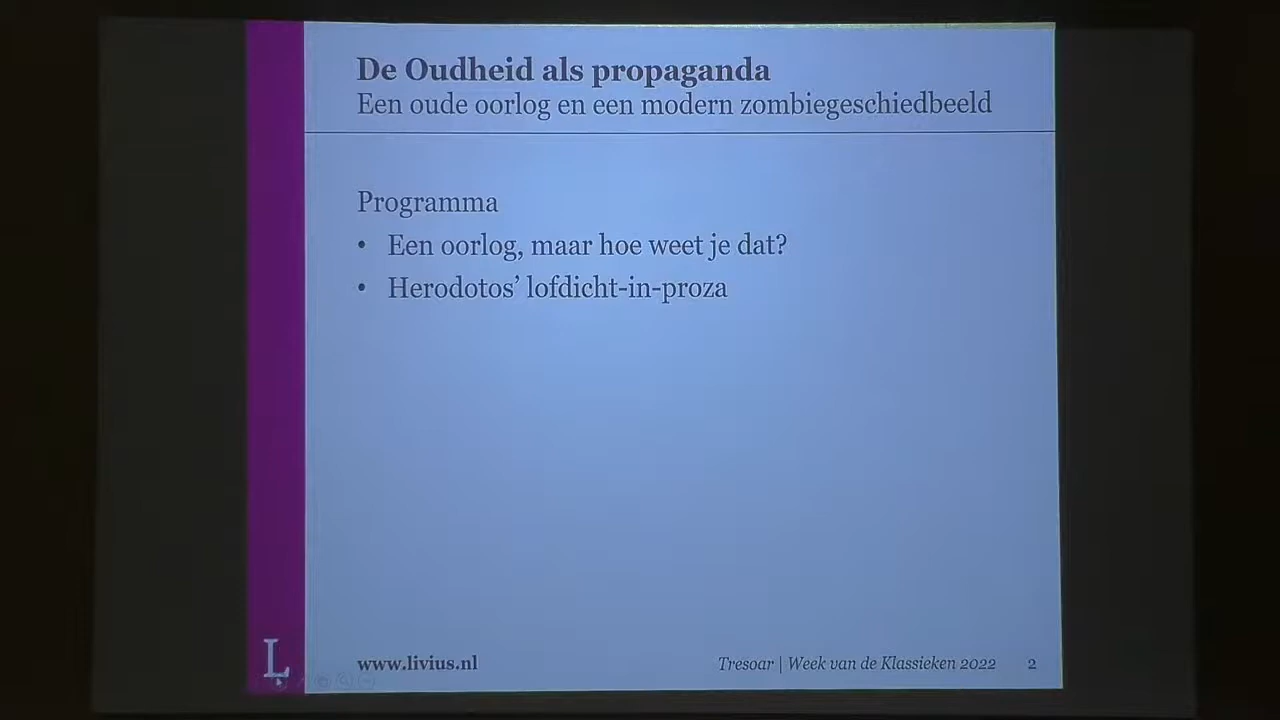 De Oudheid als propaganda
Een oude oorlog en een modern zombiegeschiedbeeld
Programma
• Een oorlog, maar hoe weet je dat?
• Herodotos’ lofdicht-in-proza
L
www.livius.nl
Tresoar | Week van de Klassieken 2022
2